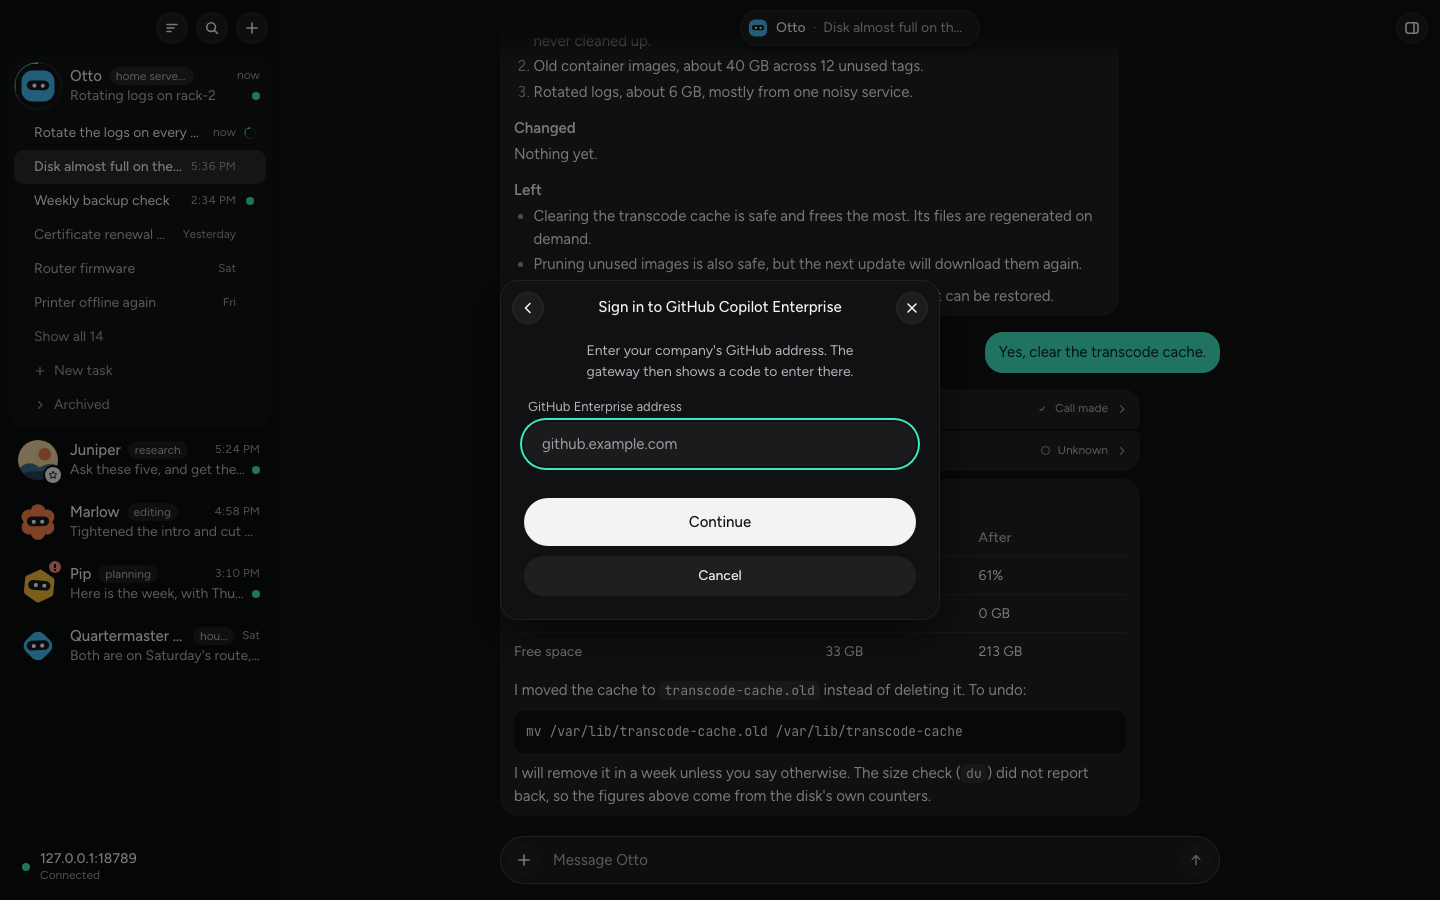 Otto home serve... now
Rotating logs on rack-2
Rotate the logs on every ... now
Disk almost full on the... 5:36 PM
Weekly backup check 2:34 PM
Certificate renewal ... Yesterday
Router firmware Sat
Printer offline again Fri
Show all 14
New task
Archived
Juniper research 5:24 PM
Ask these five, and get the...
Marlow editing 4:58 PM
Tightened the intro and cut ...
Pip planning 3:10 PM
Here is the week, with Thu...
Quartermaster ... hou... Sat
Both are on Saturday's route,...
127.0.0.1:18789
Connected
Otto · Disk almost full on th...
never cleaned up.
2. Old container images, about 40 GB across 12 unused tags.
3. Rotated logs, about 6 GB, mostly from one noisy service.
Changed
Nothing yet.
Left
• Clearing the transcode cache is safe and frees the most. Its files are regenerated on
demand.
• Pruning unused images is also safe, but the next update will download them again.
t can be restored.
Yes, clear the transcode cache.
Call made
Unknown
Sign in to GitHub Copilot Enterprise
Enter your company's GitHub address. The
gateway then shows a code to enter there.
GitHub Enterprise address
github.example.com
Continue
Cancel
After
61%
0 GB
Free space 33 GB 213 GB
I moved the cache to transcode-cache.old instead of deleting it. To undo:
mv /var/lib/transcode-cache.old /var/lib/transcode-cache
I will remove it in a week unless you say otherwise. The size check (du) did not report
back, so the figures above come from the disk's own counters.
Message Otto